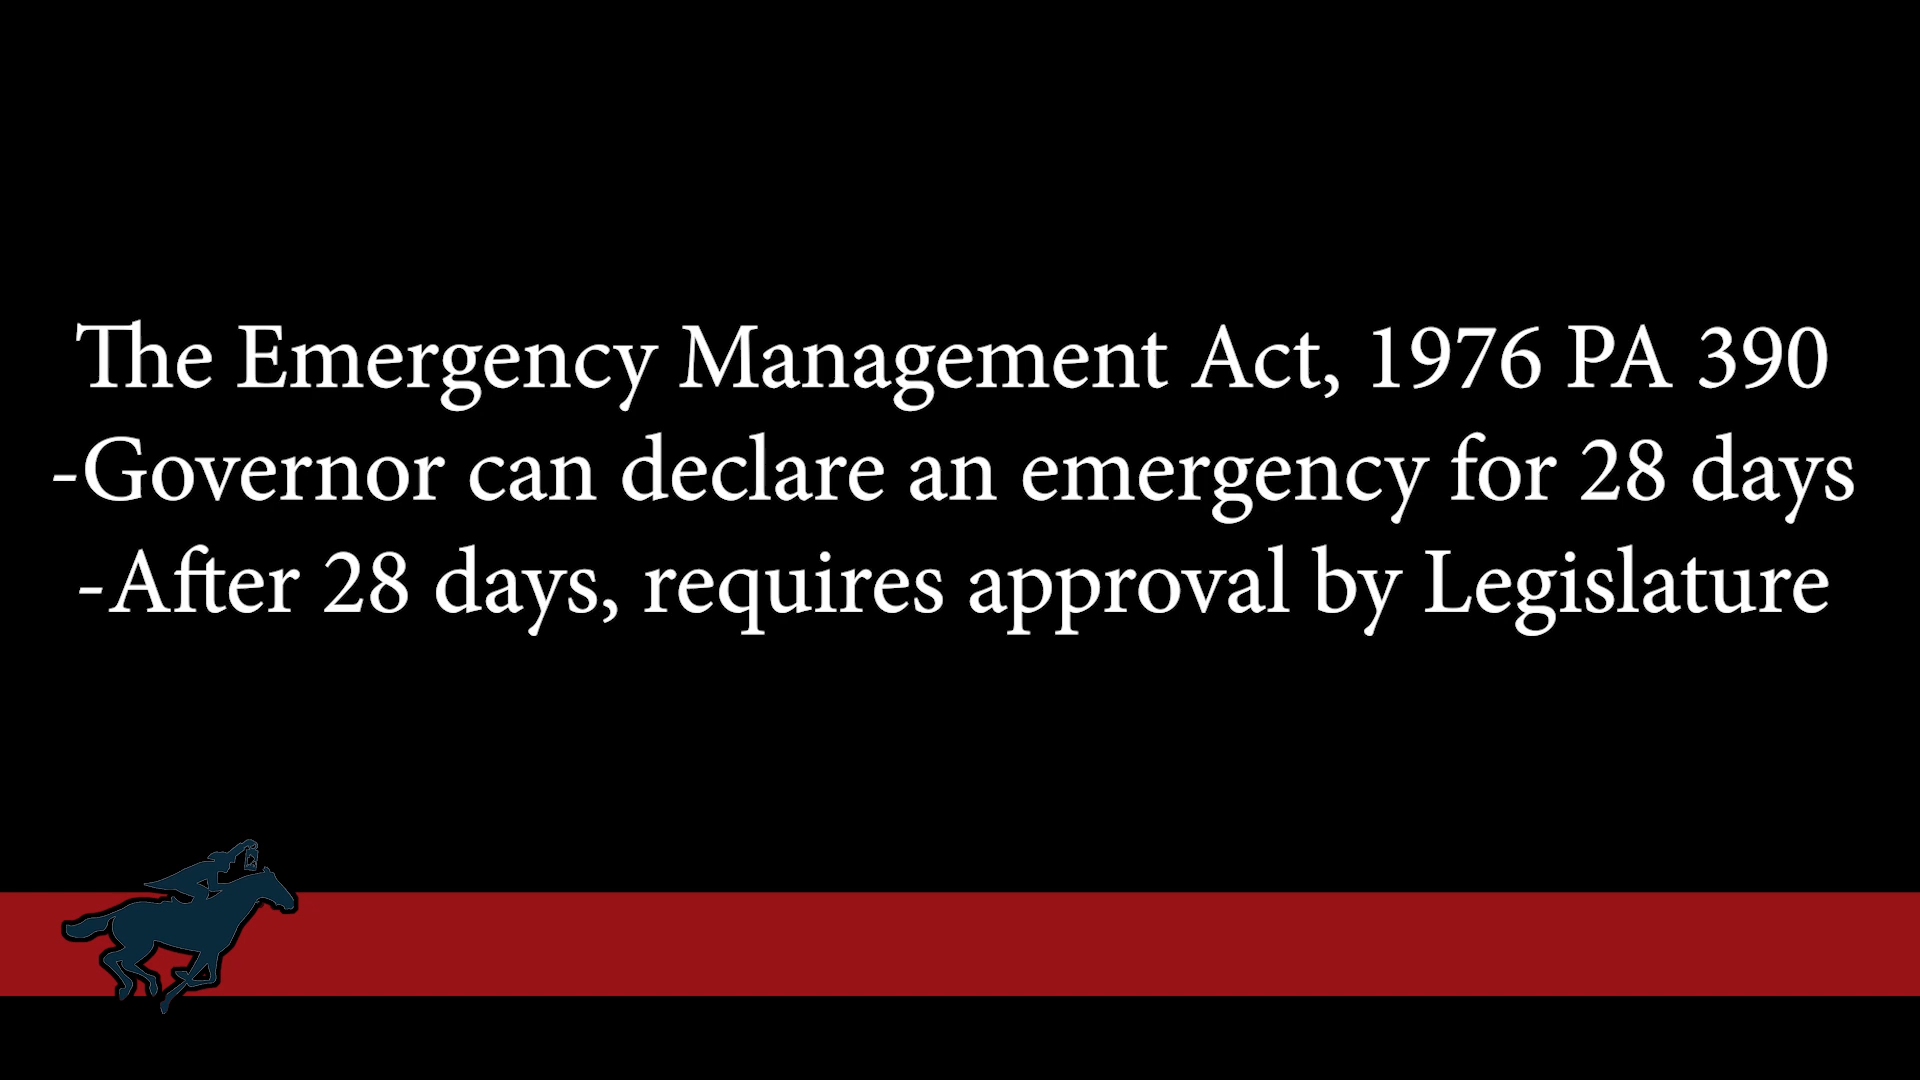 The Emergency Management Act, 1976 PA 390
-Governor can declare an emergency for 28 days
-After 28 days, requires approval by Legislature